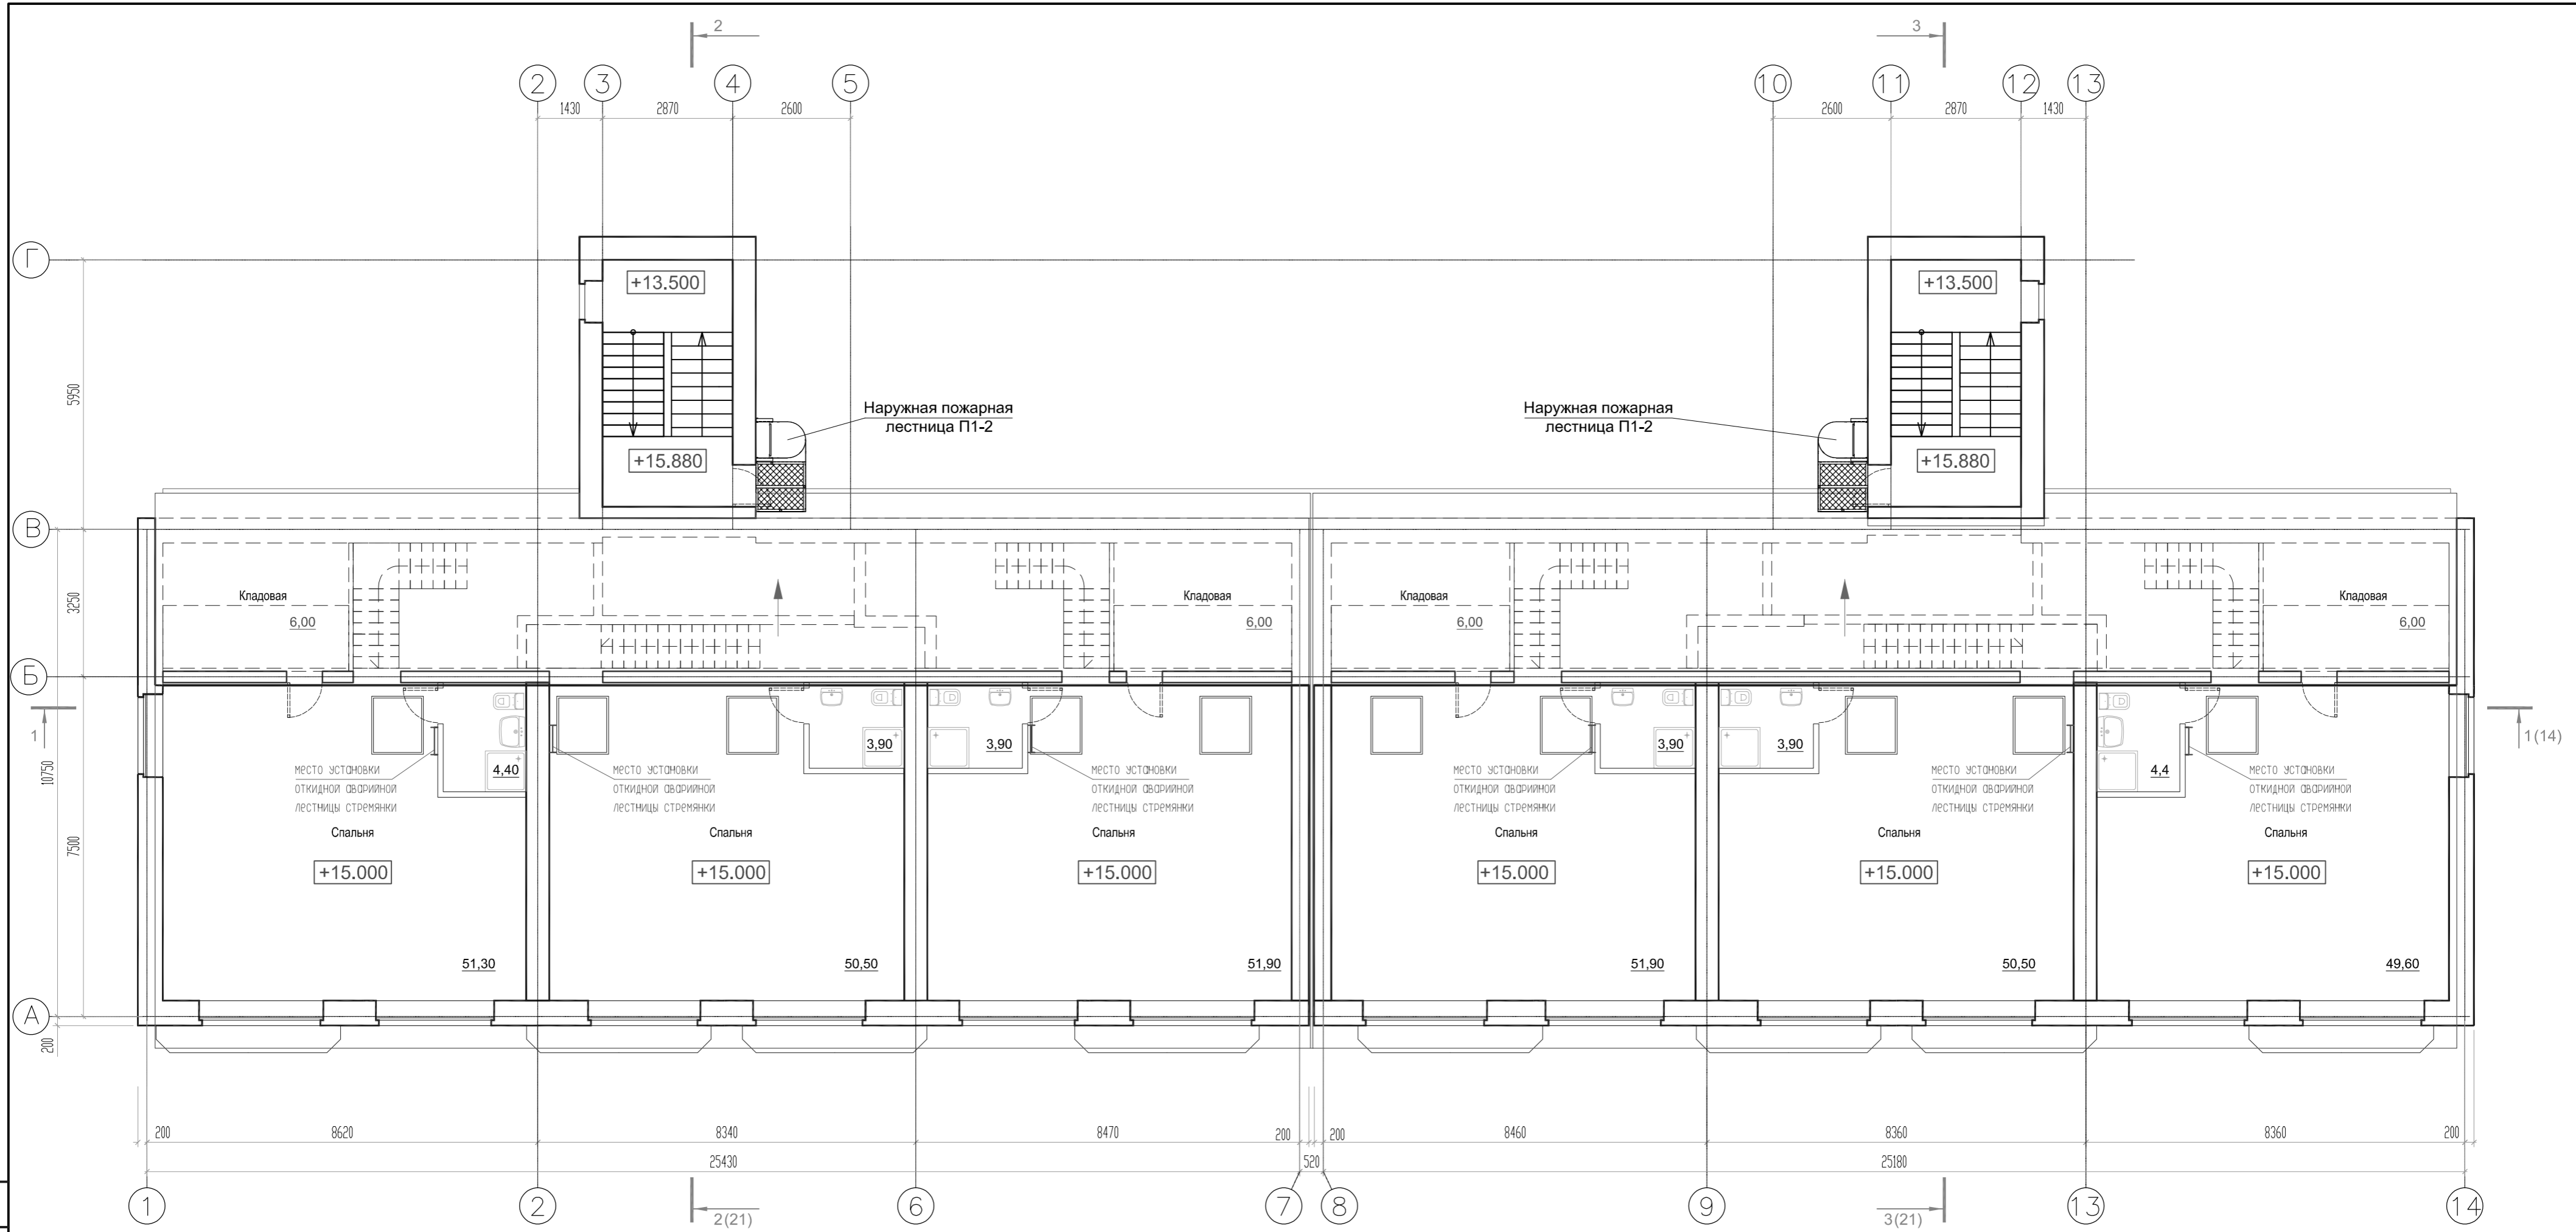 2
3
2
3
4
5
10
11
12
13
1430
2870
2600
2600
2870
1430
Г
+13.500
+13.500
5950
Наружная пожарная
лестница П1-2
Наружная пожарная
лестница П1-2
+15.880
+15.880
В
3250
Кладовая
6,00
Кладовая
6,00
Кладовая
6,00
Кладовая
6,00
Б
1
1(14)
10750
7500
4,40
3,90
3,90
3,90
3,90
4,4
место установки
откидной аварийной
лестницы стремянки
место установки
откидной аварийной
лестницы стремянки
место установки
откидной аварийной
лестницы стремянки
место установки
откидной аварийной
лестницы стремянки
место установки
откидной аварийной
лестницы стремянки
место установки
откидной аварийной
лестницы стремянки
Спальня
Спальня
Спальня
Спальня
Спальня
Спальня
+15.000
+15.000
+15.000
+15.000
+15.000
+15.000
51,30
50,50
51,90
51,90
50,50
49,60
А
200
200
8620
8340
8470
200
200
8460
8360
8360
200
25430
520
25180
1
2
6
7
8
9
13
14
2(21)
3(21)